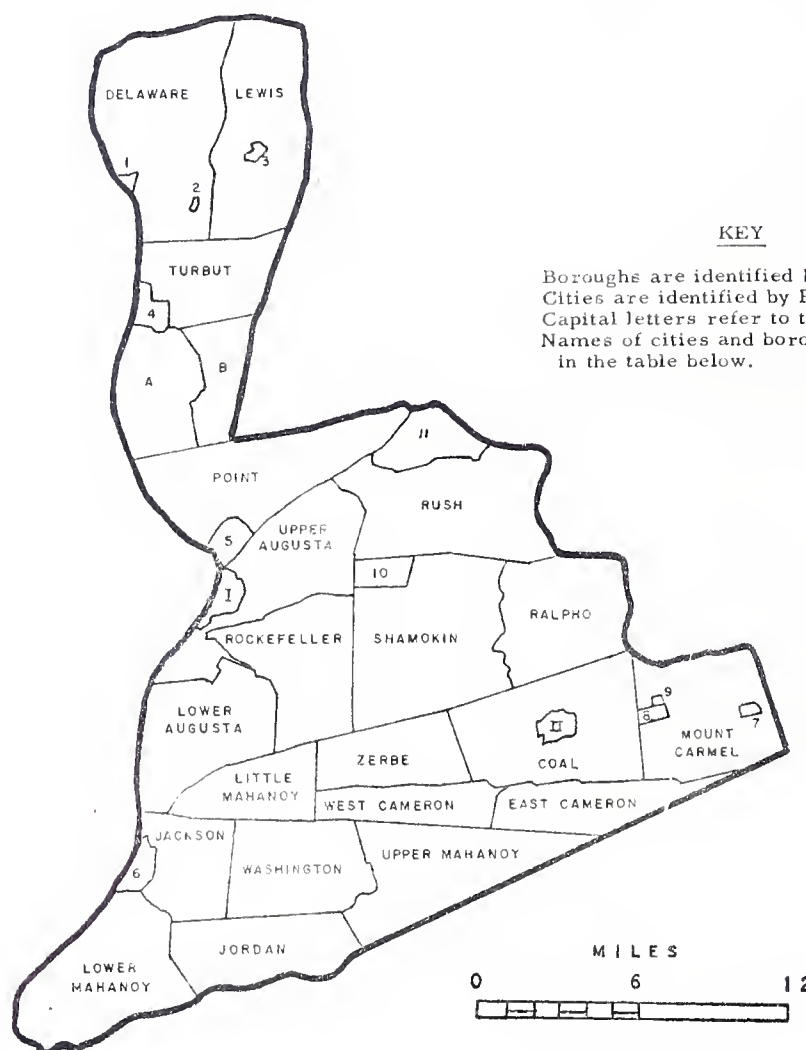 DELAWARE
LEWIS
1
2
3
KEY
Boroughs are identified
Cities are identified by
Capital letters refer to
Names of cities and
in the table below.
TURBUT
4
A
B
11
POINT
RUSH
5
UPPER
AUGUSTA
10
I
ROCKEFELLER
SHAMOKIN
RALPHO
LOWER
AUGUSTA
9
8
7
II
ZERBE
COAL
MOUNT
CARMEL
LITTLE
MAHANOY
WEST CAMERON
EAST CAMERON
JACKSON
6
WASHINGTON
UPPER MAHANOY
JORDAN
LOWER
MAHANOY
MILES
0 6 12